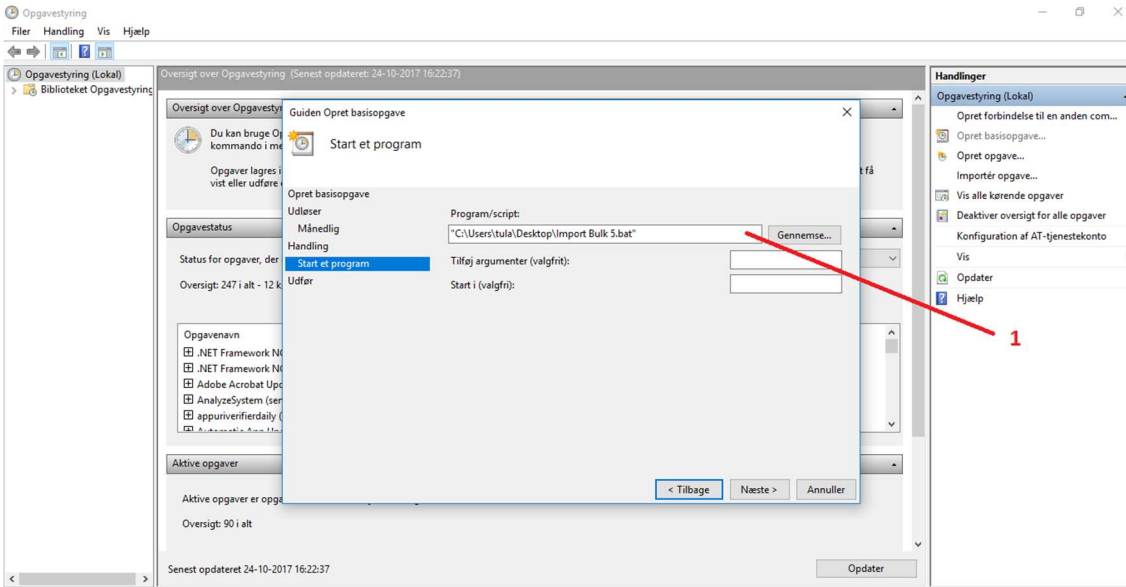 Opgavestyring
Filer Handling Vis Hjælp
Opgavestyring (Lokal)
Biblioteket Opgavestyring
Oversigt over Opgavestyring (Senest opdateret: 24-10-2017 16:22:37)
Oversigt over Opgavesty
Du kan bruge Op
kommando i me
Opgaver lagres i
t få
vist eller udføre
Opgavestatus
Status for opgaver, der
Oversigt: 247 i alt - 12 k
Opgavenavn
.NET Framework NG
.NET Framework NG
Adobe Acrobat Upd
AnalyzeSystem (ser
appuriverifierdaily (
Aktive opgaver
Aktive opgaver er opga
Oversigt: 90 i alt
Senest opdateret 24-10-2017 16:22:37
Opdater
Guiden Opret basisopgave
Start et program
Opret basisopgave
Udløser
Månedlig
Handling
Start et program
Udfør
Program/script:
"C:\Users\tula\Desktop\Import Bulk 5.bat"
Gennemse...
Tilføj argumenter (valgfrit):
Start i (valgfri):
< Tilbage
Næste >
Annuller
Handlinger
Opgavestyring (Lokal)
Opret forbindelse til en anden com...
Opret basisopgave...
Opret opgave...
Importér opgave...
Vis alle kørende opgaver
Deaktiver oversigt for alle opgaver
Konfiguration af AT-tjenestekonto
Vis
Opdater
Hjælp
1